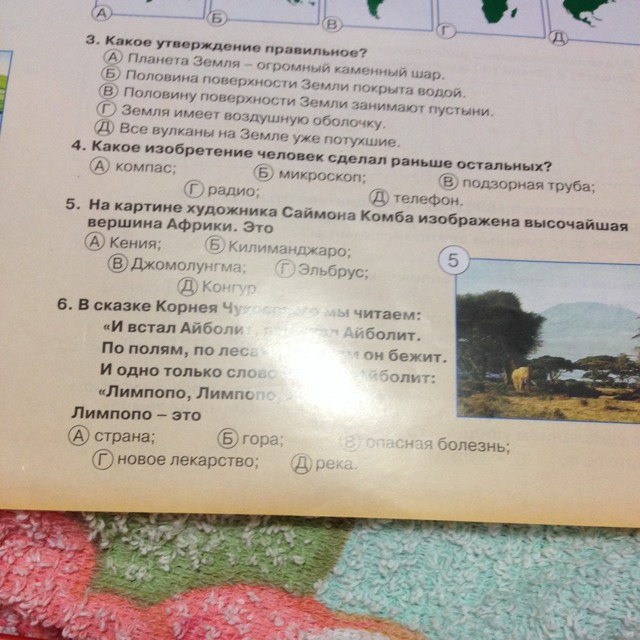 А Б В Г Д
3. Какое утверждение правильное?
А Планета Земля – огромный каменный шар.
Б Половина поверхности Земли покрыта водой.
В Половину поверхности Земли занимают пустыни.
Г Земля имеет воздушную оболочку.
Д Все вулканы на Земле уже потухшие.
4. Какое изобретение человек сделал раньше остальных?
А компас; Б микроскоп; В подзорная труба;
Г радио; Д телефон.
5. На картине художника Саймона Комба изображена высочайшая
вершина Африки. Это
А Кения; Б Килиманджаро;
В Джомолунгма; Г Эльбрус;
Д Конгур
5
6. В сказке Корнея мы читаем:
«И встал Айболит, Айболит.
По полям, по он бежит.
И одно только слово Айболит:
«Лимпопо, Лимпопо,
Лимпопо – это
А страна; Б гора; В опасная болезнь;
Г новое лекарство; Д река.